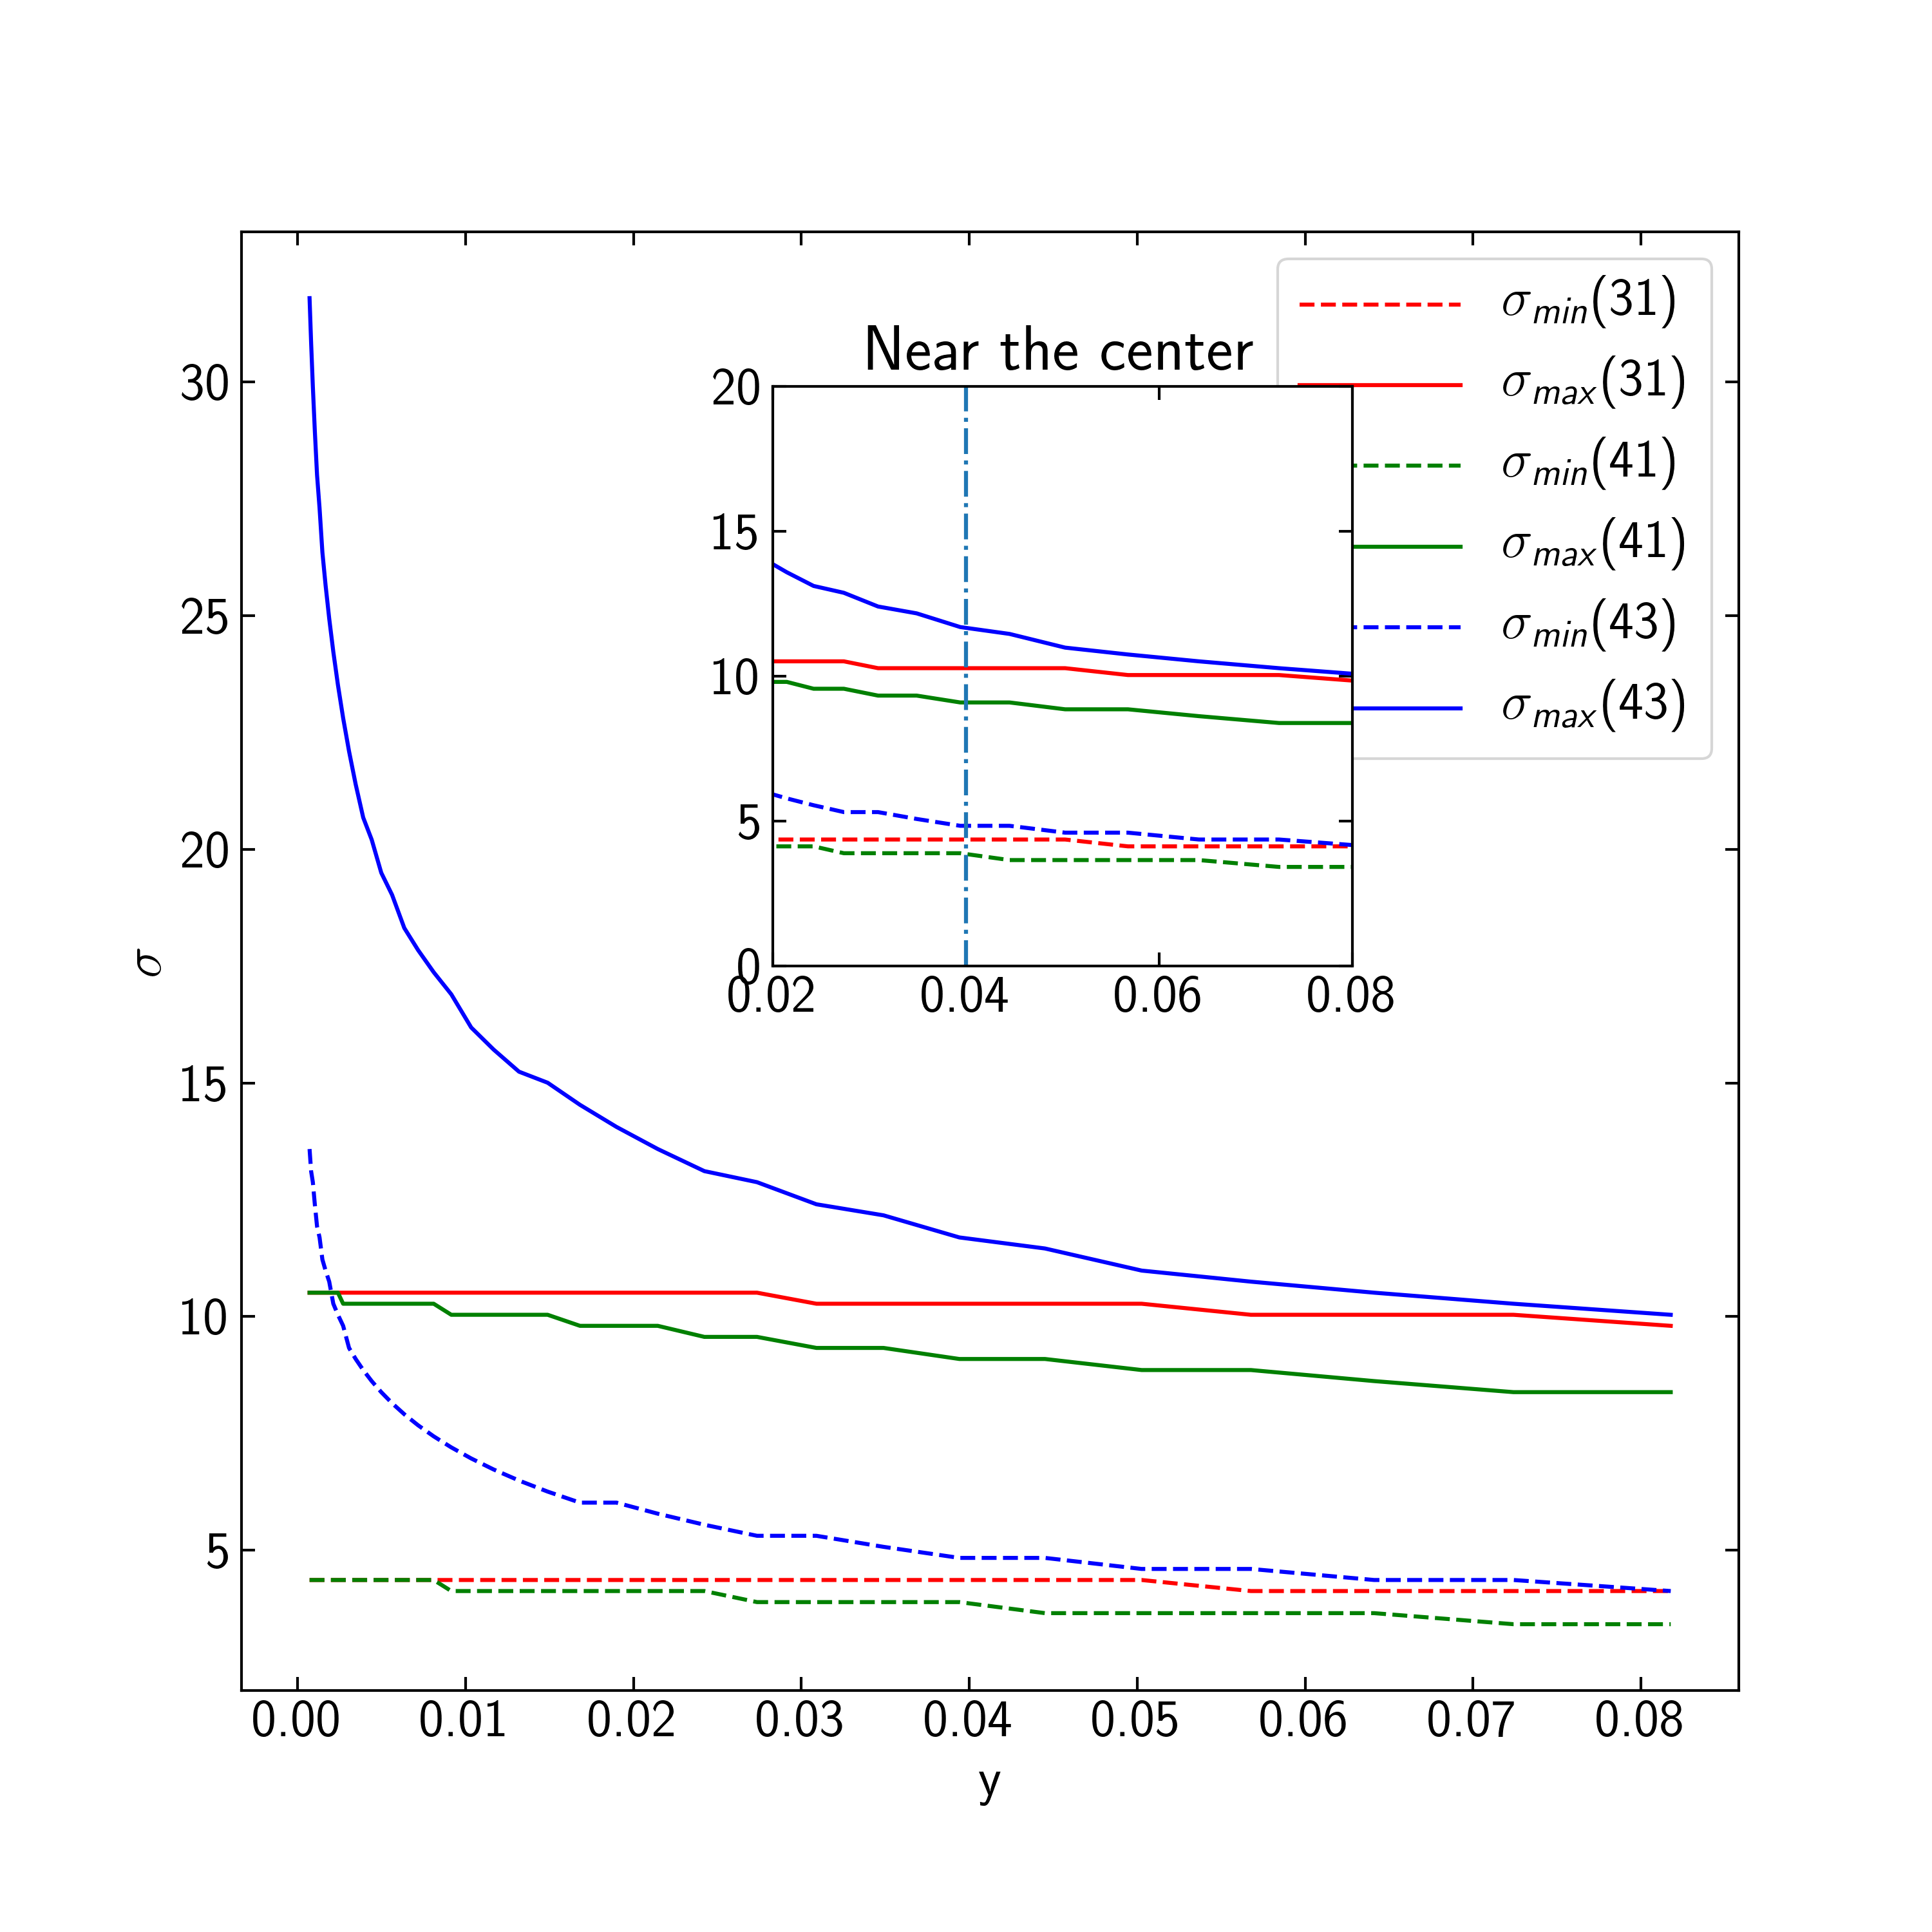 Near the center
σmin(31)
σmax(31)
σmin(41)
σmax(41)
σmin(43)
σmax(43)
20
15
10
5
0
0.02 0.04 0.06 0.08
30
25
20
15
10
5
σ
0.00 0.01 0.02 0.03 0.04 0.05 0.06 0.07 0.08
y